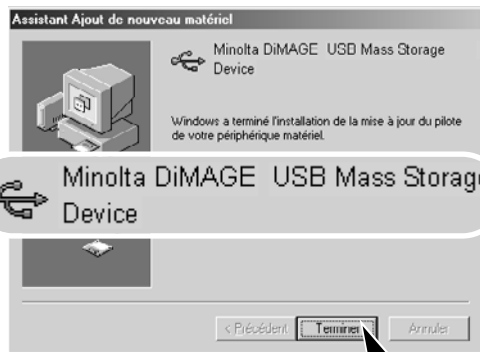 Assistant Ajout de nouveau matériel
Minolta DiMAGE USB Mass Storage
Device
Windows a terminé l'installation de la mise à jour du pilote
de votre périphérique matériel.
Minolta DiMAGE USB Mass Storage
Device
< Précédent Terminer Annuler